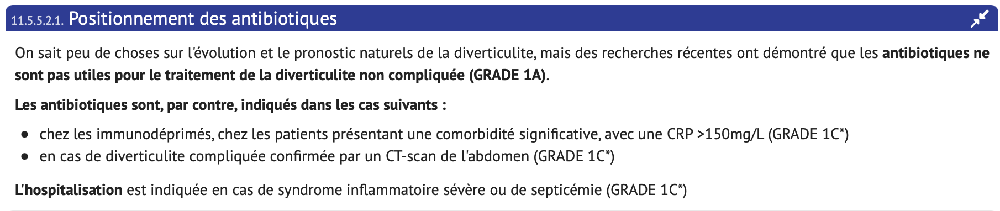 11.5.5.2.1. Positionnement des antibiotiques
On sait peu de choses sur l'évolution et le pronostic naturels de la diverticulite, mais des recherches récentes ont démontré que les antibiotiques ne
sont pas utiles pour le traitement de la diverticulite non compliquée (GRADE 1A).
Les antibiotiques sont, par contre, indiqués dans les cas suivants :
● chez les immunodéprimés, chez les patients présentant une comorbidité significative, avec une CRP >150mg/L (GRADE 1C*)
● en cas de diverticulite compliquée confirmée par un CT-scan de l'abdomen (GRADE 1C*)
L'hospitalisation est indiquée en cas de syndrome inflammatoire sévère ou de septicémie (GRADE 1C*)